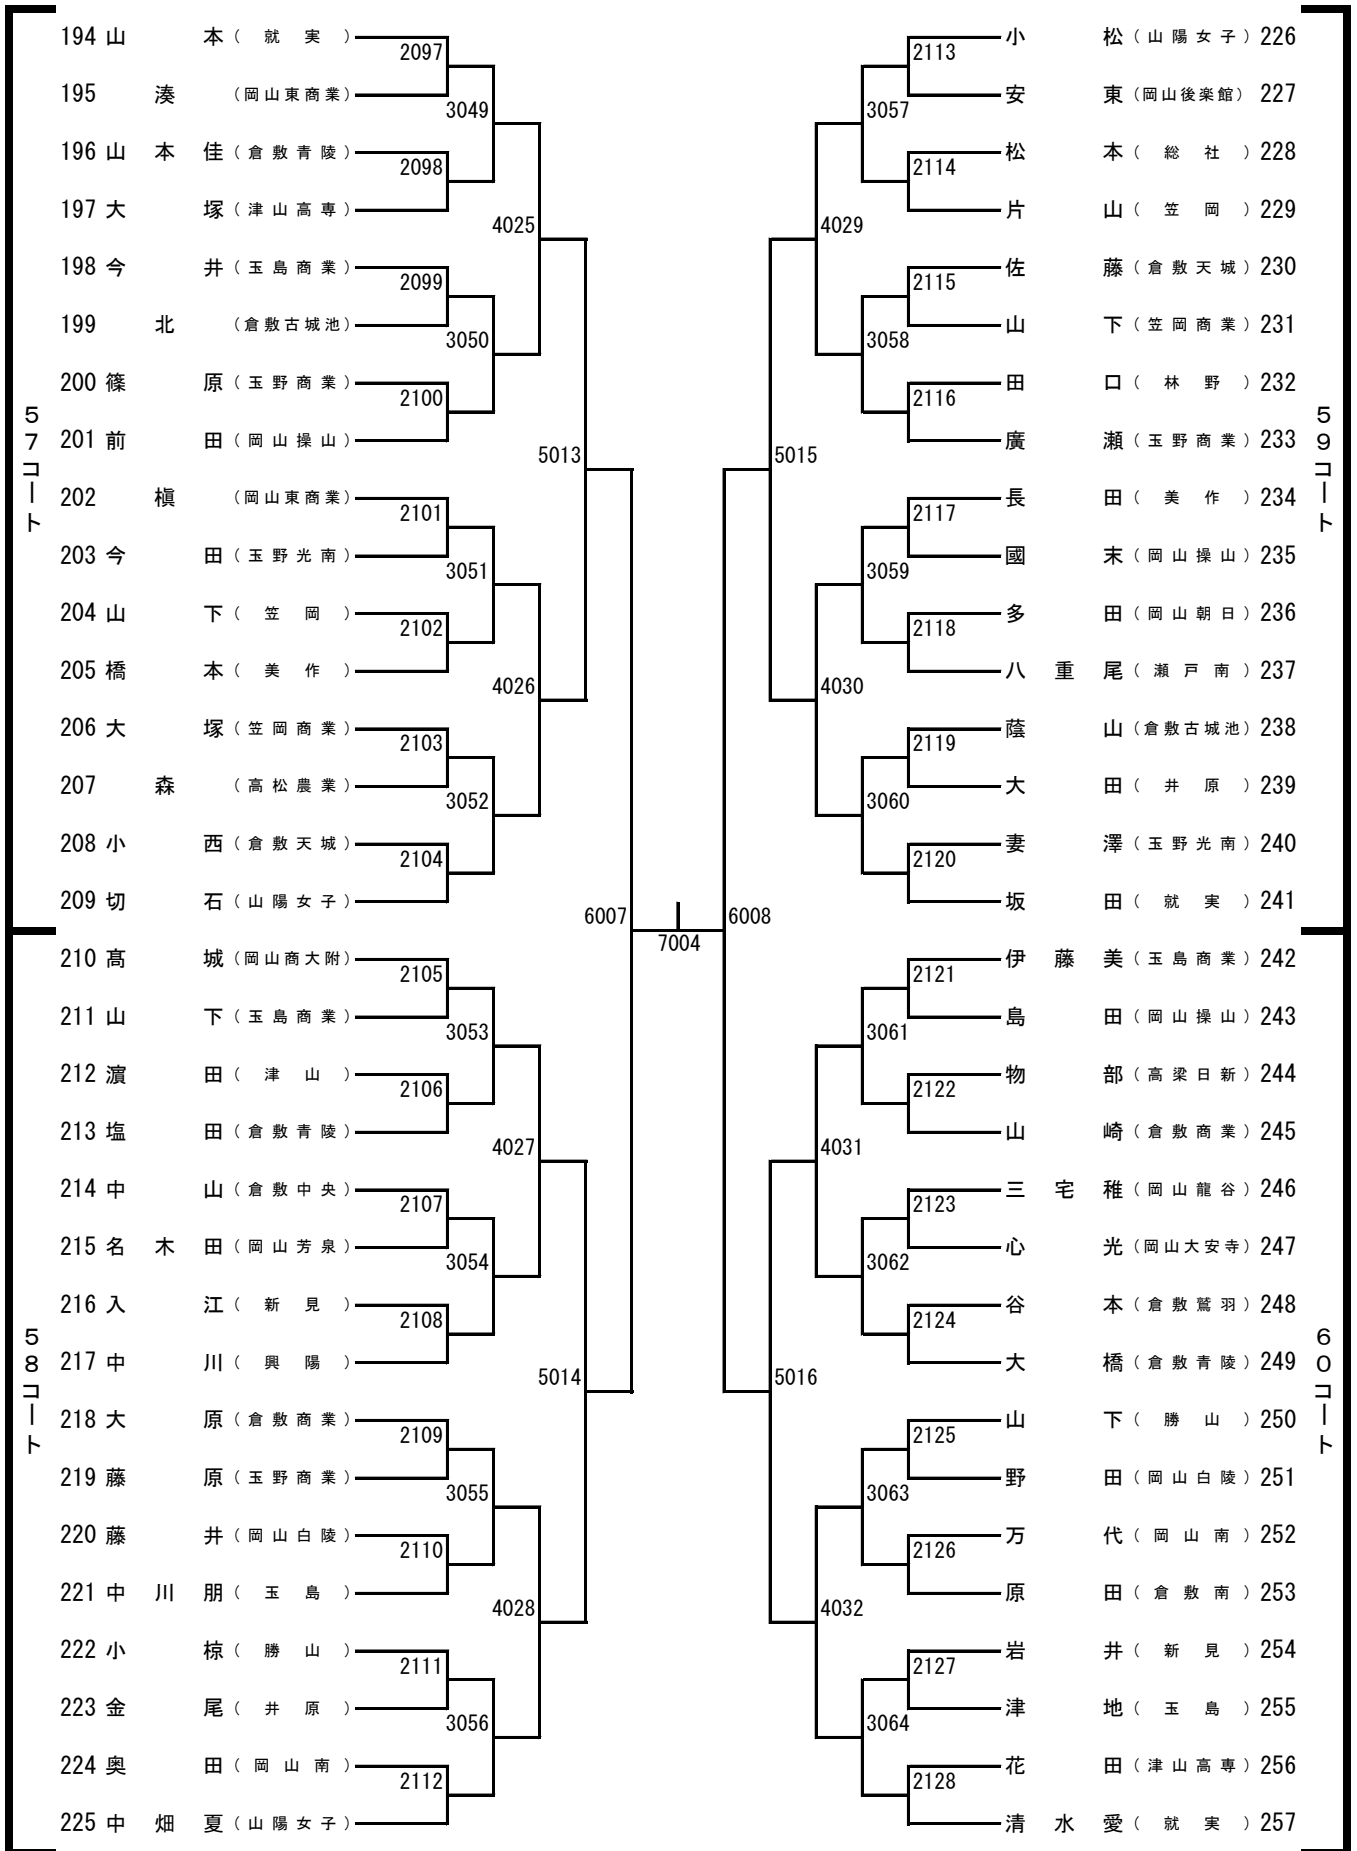 57コート
194 山本 (就実)
195 湊 (岡山東商業)
196 山本佳 (倉敷青陵)
197 大塚 (津山高専)
198 今井 (玉島商業)
199 北 (倉敷古城池)
200 篠原 (玉野商業)
201 前田 (岡山操山)
202 槇 (岡山東商業)
203 今田 (玉野光南)
204 山下 (笠岡)
205 橋本 (美作)
206 大塚 (笠岡商業)
207 森 (高松農業)
208 小西 (倉敷天城)
209 切石 (山陽女子)
58コート
210 髙城 (岡山商大附)
211 山下 (玉島商業)
212 濵田 (津山)
213 塩田 (倉敷青陵)
214 中山 (倉敷中央)
215 名木田 (岡山芳泉)
216 入江 (新見)
217 中川 (興陽)
218 大原 (倉敷商業)
219 藤原 (玉野商業)
220 藤井 (岡山白陵)
221 中川朋 (玉島)
222 小椋 (勝山)
223 金尾 (井原)
224 奥田 (岡山南)
225 中畑夏 (山陽女子)
2097
2098
2099
2100
2101
2102
2103
2104
2105
2106
2107
2108
2109
2110
2111
2112
3049
3050
3051
3052
3053
3054
3055
3056
4025
4026
4027
4028
5013
5014
6007
7004
6008
5015
5016
4029
4030
4031
4032
3057
3058
3059
3060
3061
3062
3063
3064
2113
2114
2115
2116
2117
2118
2119
2120
2121
2122
2123
2124
2125
2126
2127
2128
59コート
小松 (山陽女子) 226
安東 (岡山後楽館) 227
松本 (総社) 228
片山 (笠岡) 229
佐藤 (倉敷天城) 230
山下 (笠岡商業) 231
田口 (林野) 232
廣瀬 (玉野商業) 233
長田 (美作) 234
國末 (岡山操山) 235
多田 (岡山朝日) 236
八重尾 (瀬戸南) 237
蔭山 (倉敷古城池) 238
大田 (井原) 239
妻澤 (玉野光南) 240
坂田 (就実) 241
60コート
伊藤美 (玉島商業) 242
島田 (岡山操山) 243
物部 (高梁日新) 244
山崎 (倉敷商業) 245
三宅稚 (岡山龍谷) 246
心光 (岡山大安寺) 247
谷本 (倉敷鷲羽) 248
大橋 (倉敷青陵) 249
山下 (勝山) 250
野田 (岡山白陵) 251
万代 (岡山南) 252
原田 (倉敷南) 253
岩井 (新見) 254
津地 (玉島) 255
花田 (津山高専) 256
清水愛 (就実) 257